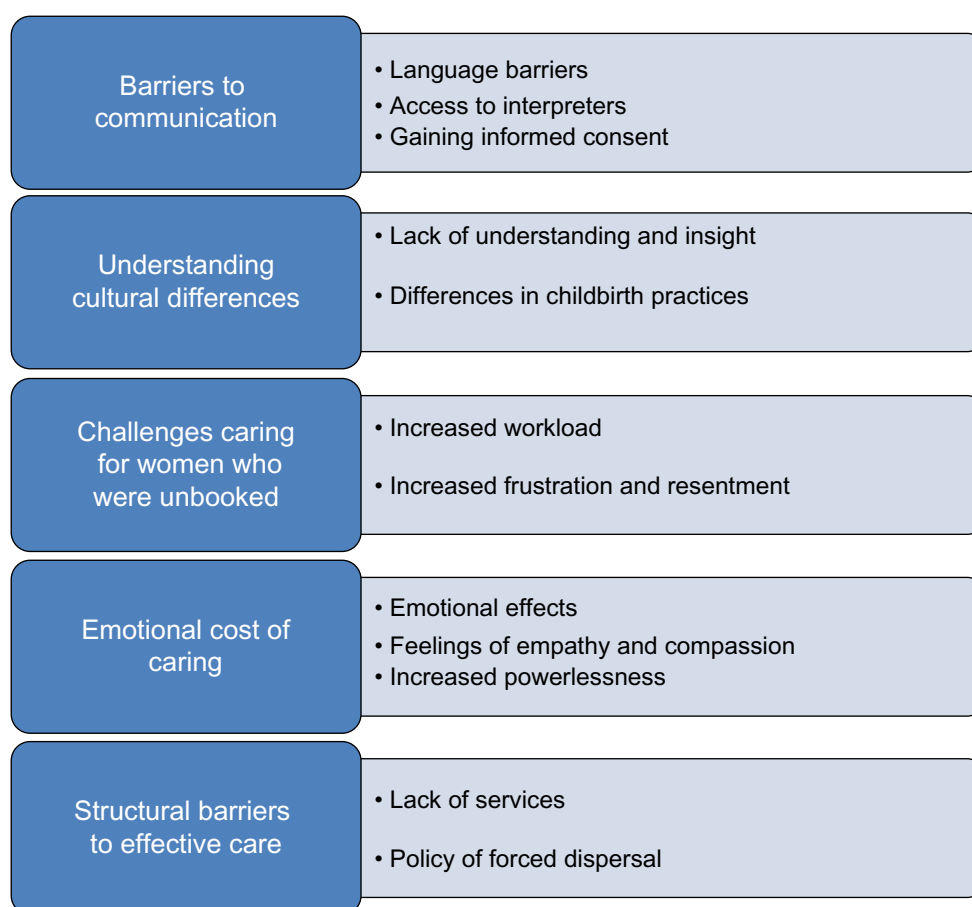 Barriers to
communication
• Language barriers
• Access to interpreters
• Gaining informed consent
Understanding
cultural differences
• Lack of understanding and insight
• Differences in childbirth practices
Challenges caring
for women who
were unbooked
• Increased workload
• Increased frustration and resentment
Emotional cost of
caring
• Emotional effects
• Feelings of empathy and compassion
• Increased powerlessness
Structural barriers
to effective care
• Lack of services
• Policy of forced dispersal